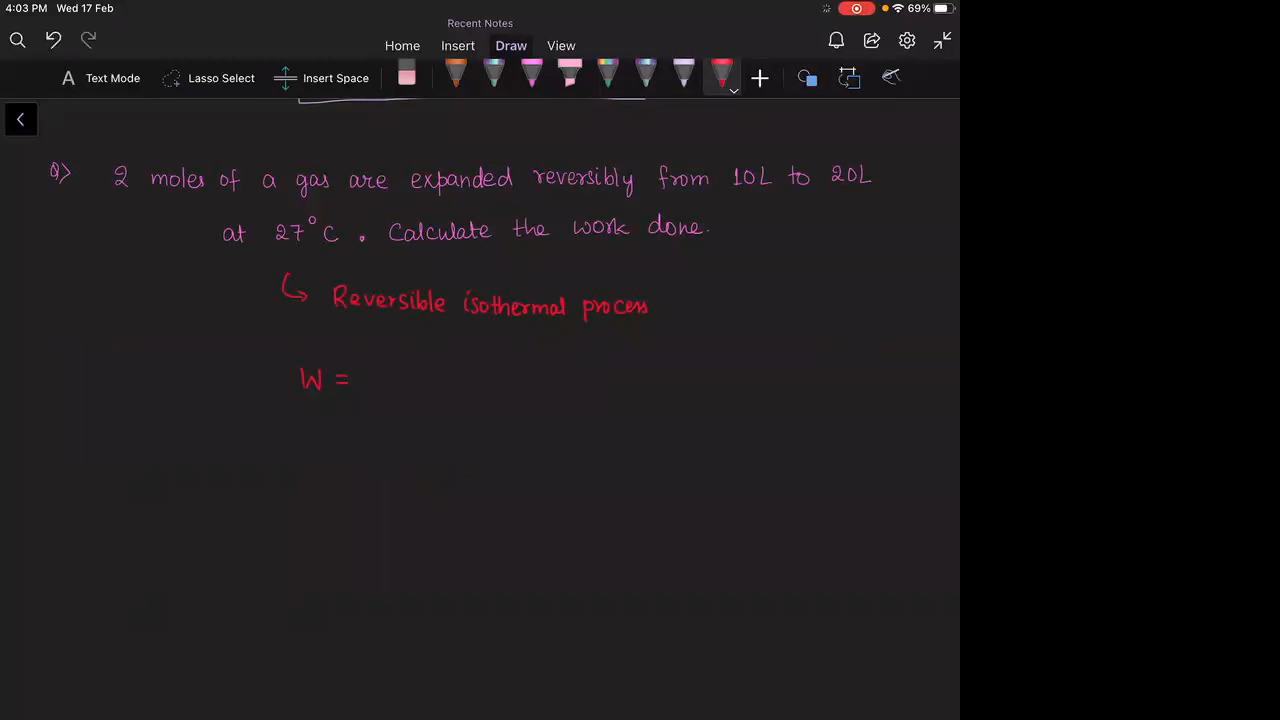 4:03 PM Wed 17 Feb 69%
Recent Notes
Home Insert Draw View
A Text Mode Lasso Select Insert Space
Q> 2 moles of a gas are expanded reversibly from 10L to 20L
at 27°C. Calculate the work done.
↳ Reversible isothermal process
W =